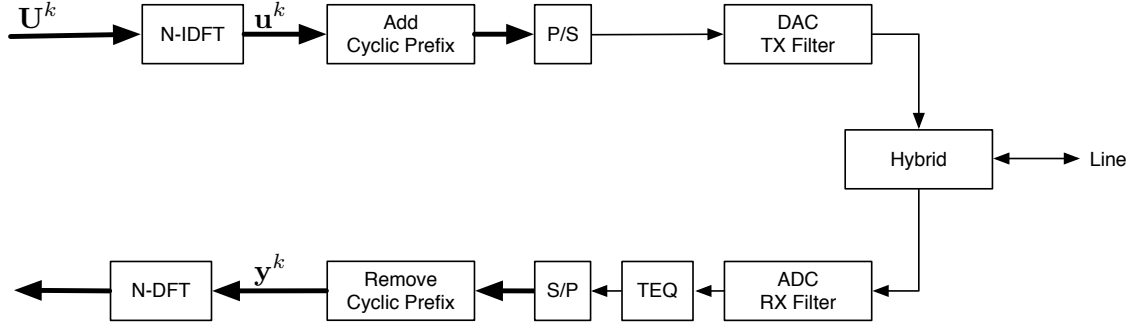 U^k
N-IDFT
u^k
Add
Cyclic Prefix
P/S
DAC
TX Filter
Hybrid
Line
N-DFT
y^k
Remove
Cyclic Prefix
S/P
TEQ
ADC
RX Filter